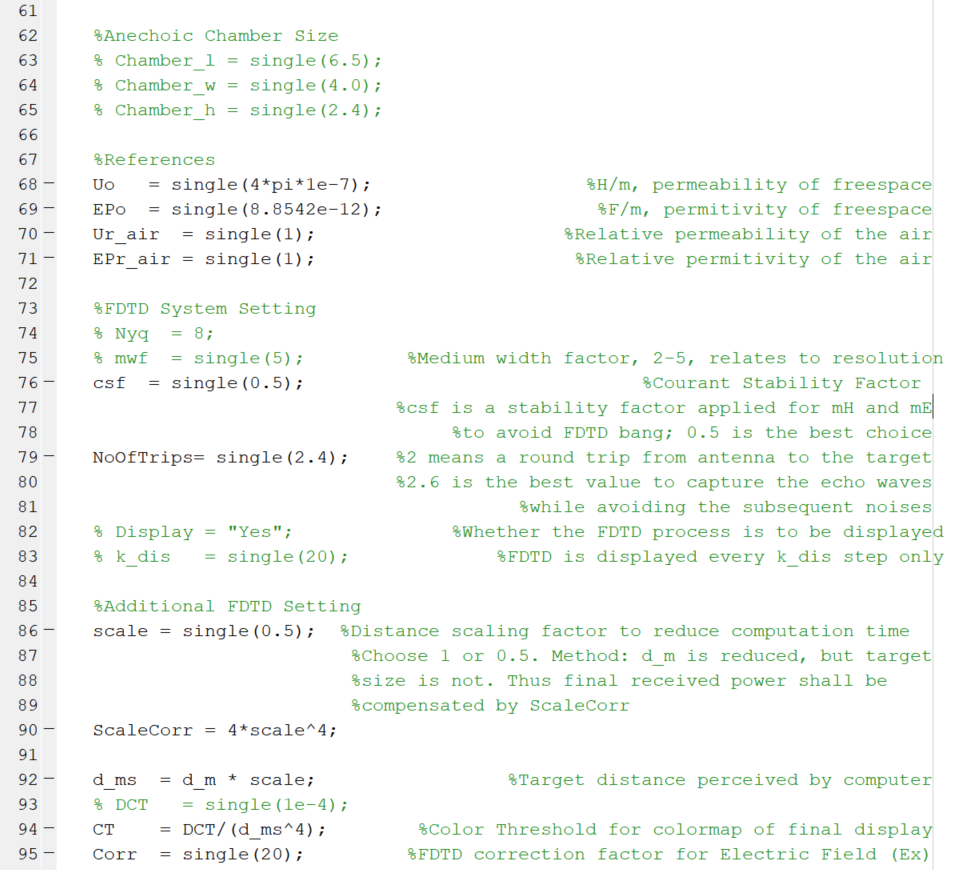 61
62 %Anechoic Chamber Size
63 % Chamber_l = single(6.5);
64 % Chamber_w = single(4.0);
65 % Chamber_h = single(2.4);
66
67 %References
68 Uo = single(4*pi*1e-7); %H/m, permeability of freespace
69 EPo = single(8.8542e-12); %F/m, permitivity of freespace
70 Ur_air = single(1); %Relative permeability of the air
71 EPr_air = single(1); %Relative permitivity of the air
72
73 %FDTD System Setting
74 % Nyq = 8;
75 % mwf = single(5); %Medium width factor, 2-5, relates to resolution
76 csf = single(0.5); %Courant Stability Factor
77 %csf is a stability factor applied for mH and mE
78 %to avoid FDTD bang; 0.5 is the best choice
79 NoOfTrips= single(2.4); %2 means a round trip from antenna to the target
80 %2.6 is the best value to capture the echo waves
81 %while avoiding the subsequent noises
82 % Display = "Yes"; %Whether the FDTD process is to be displayed
83 % k_dis = single(20); %FDTD is displayed every k_dis step only
84
85 %Additional FDTD Setting
86 scale = single(0.5); %Distance scaling factor to reduce computation time
87 %Choose 1 or 0.5. Method: d_m is reduced, but target
88 %size is not. Thus final received power shall be
89 %compensated by ScaleCorr
90 ScaleCorr = 4*scale^4;
91
92 d_ms = d_m * scale; %Target distance perceived by computer
93 % DCT = single(1e-4);
94 CT = DCT/(d_ms^4); %Color Threshold for colormap of final display
95 Corr = single(20); %FDTD correction factor for Electric Field (Ex)